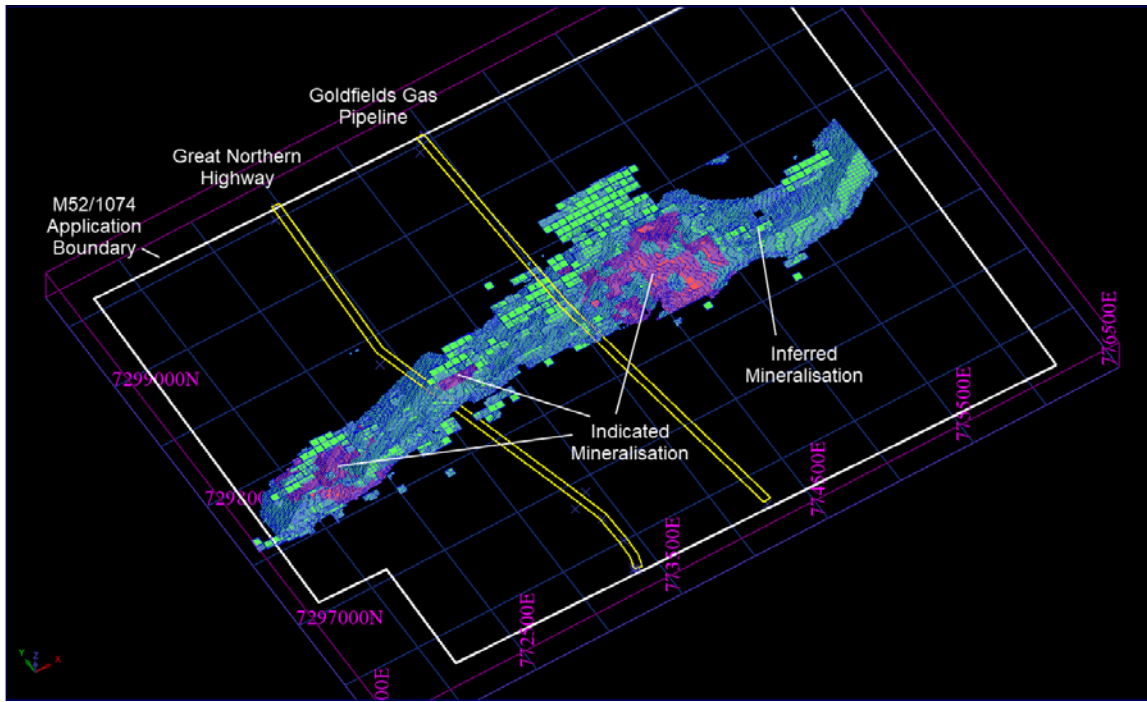 Goldfields Gas
Pipeline
Great Northern
Highway
M52/1074
Application
Boundary
Inferred
Mineralisation
Indicated
Mineralisation
7299000N
7297000N
772500E
773500E
774500E
776500E
Y
Z
X